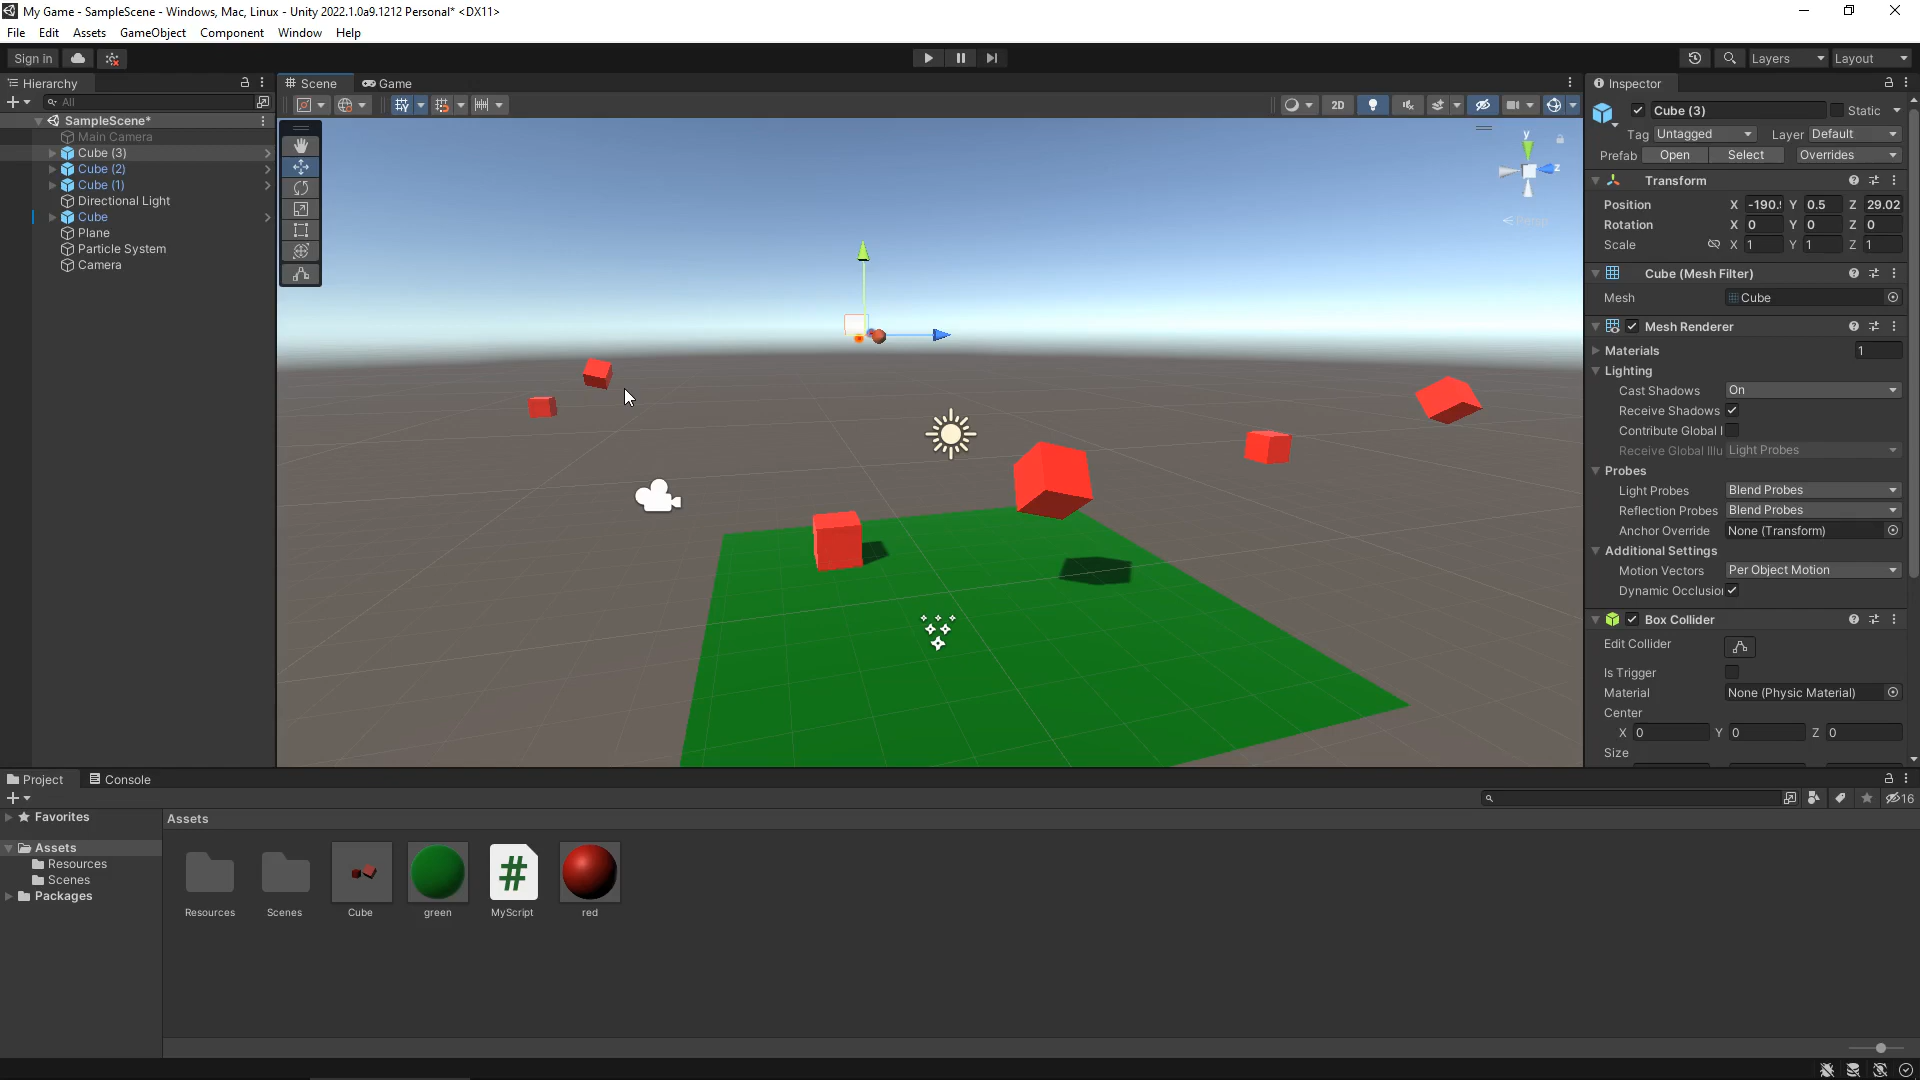 My Game - SampleScene - Windows, Mac, Linux - Unity 2022.1.0a9.1212 Personal* <DX11>
File Edit Assets GameObject Component Window Help
Sign in
Layers Layout
Hierarchy
All
SampleScene*
Main Camera
Cube (3)
Cube (2)
Cube (1)
Directional Light
Cube
Plane
Particle System
Camera
Scene Game
2D
y
z
Persp
Inspector
Cube (3) Static
Tag Untagged Layer Default
Prefab Open Select Overrides
Transform
Position X -190. Y 0.5 Z 29.02
Rotation X 0 Y 0 Z 0
Scale X 1 Y 1 Z 1
Cube (Mesh Filter)
Mesh Cube
Mesh Renderer
Materials 1
Lighting
Cast Shadows On
Receive Shadows
Contribute Global I
Receive Global Illu Light Probes
Probes
Light Probes Blend Probes
Reflection Probes Blend Probes
Anchor Override None (Transform)
Additional Settings
Motion Vectors Per Object Motion
Dynamic Occlusion
Box Collider
Edit Collider
Is Trigger
Material None (Physic Material)
Center
X 0 Y 0 Z 0
Size
Project Console
16
Favorites
Assets
Resources
Scenes
Packages
Assets
Resources Scenes Cube green MyScript red